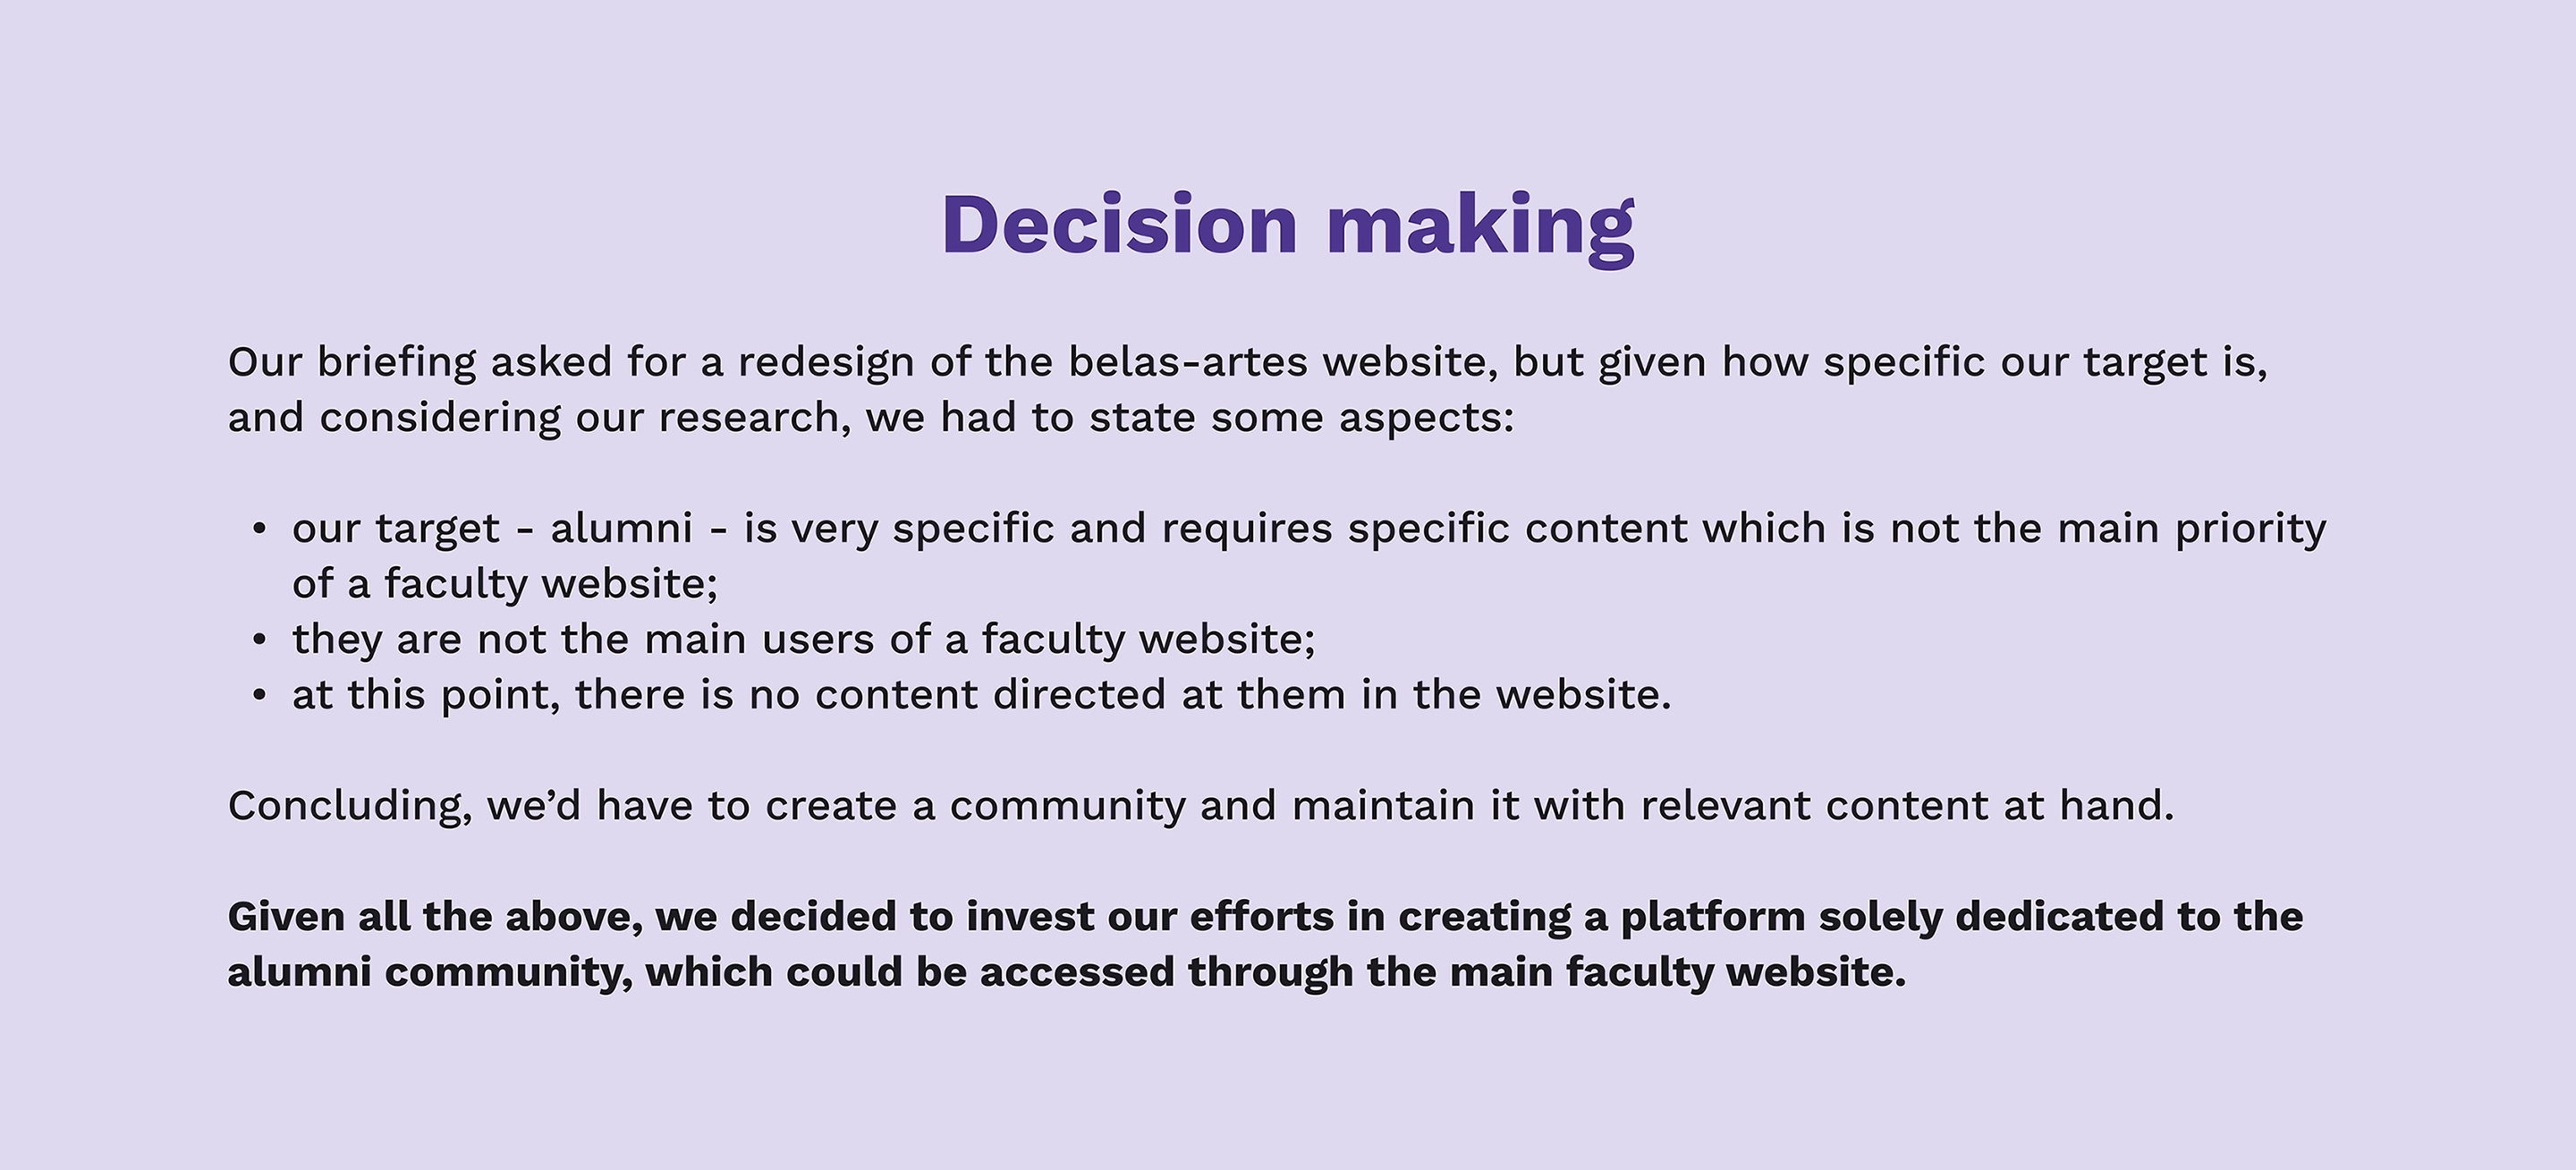 Decision making
Our briefing asked for a redesign of the belas-artes website, but given how specific our target is,
and considering our research, we had to state some aspects:
• our target - alumni - is very specific and requires specific content which is not the main priority
of a faculty website;
• they are not the main users of a faculty website;
• at this point, there is no content directed at them in the website.
Concluding, we’d have to create a community and maintain it with relevant content at hand.
Given all the above, we decided to invest our efforts in creating a platform solely dedicated to the
alumni community, which could be accessed through the main faculty website.